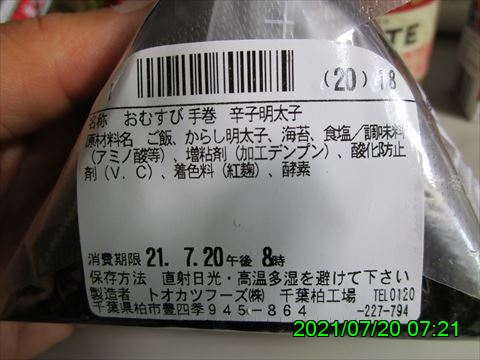 TE
(20)18
名称 おむすび 手巻 辛子明太子
原材料名 ご飯、からし明太子、海苔、食塩/調味料
(アミノ酸等)、増粘剤(加工デンプン)、酸化防止
剤(V.C)、着色料(紅麹)、酵素
消費期限 21. 7.20午後 8時
保存方法 直射日光・高温多湿を避けて下さい
製造者 トオカツフーズ㈱ 千葉柏工場 TEL0120
千葉県柏市豊四季945-864 -227-794
2021/07/20 07:21